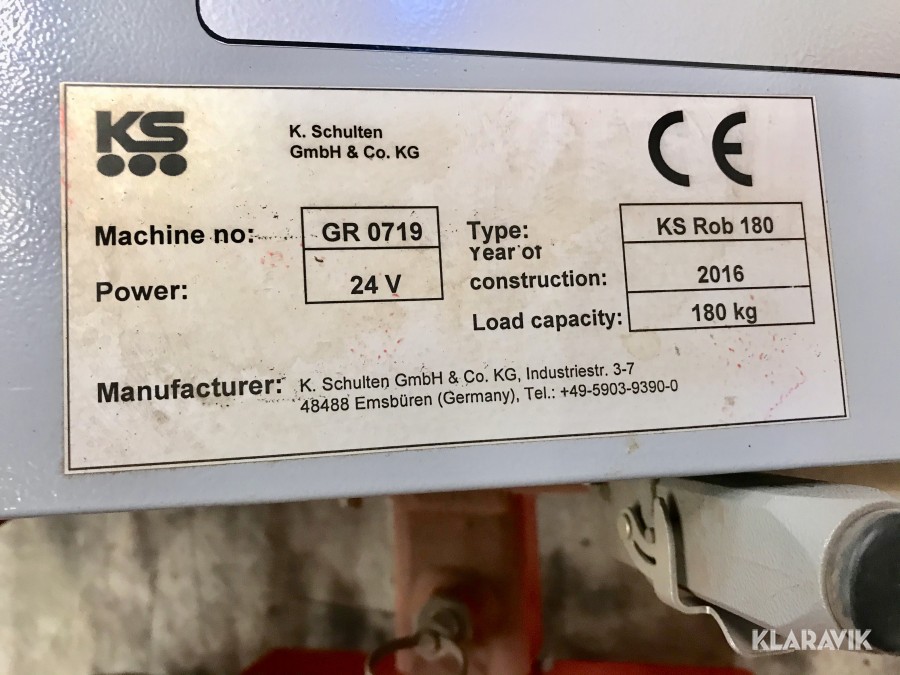 KS
K. Schulten
GmbH & Co. KG
CE
Machine no: GR 0719
Type: KS Rob 180
Power: 24 V
Year of
construction: 2016
Load capacity: 180 kg
Manufacturer: K. Schulten GmbH & Co. KG, Industriestr. 3-7
48488 Emsbüren (Germany), Tel.: +49-5903-9390-0
KLARAVIK